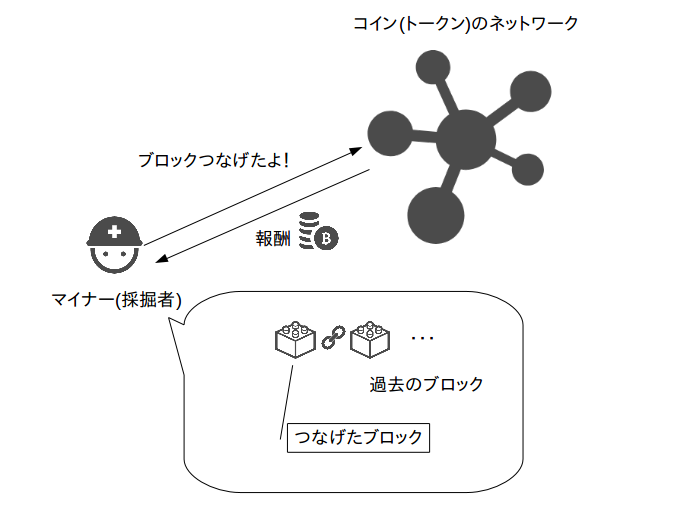 コイン(トークン)のネットワーク
ブロックつなげたよ!
報酬
マイナー(採掘者)
・・・
過去のブロック
つなげたブロック